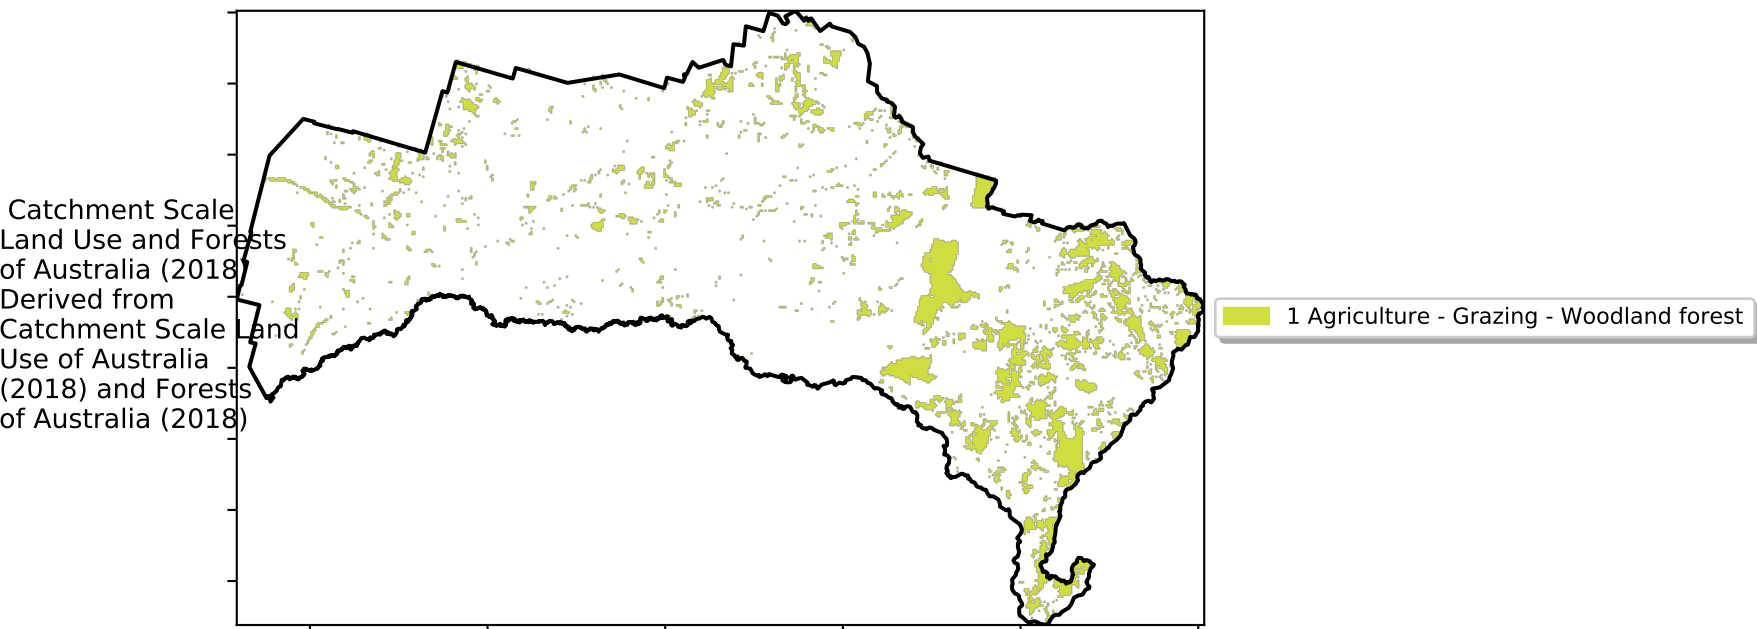 Catchment Scale
Land Use and Forests
of Australia (2018)
Derived from
Catchment Scale Land
Use of Australia
(2018) and Forests
of Australia (2018)
1 Agriculture - Grazing - Woodland forest